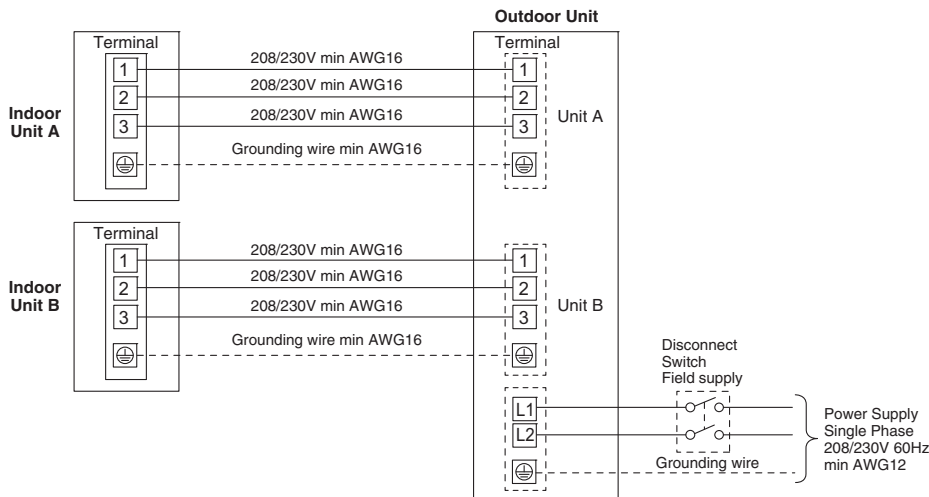 Outdoor Unit
Terminal
Terminal
1
208/230V min AWG16
1
2
208/230V min AWG16
2
3
208/230V min AWG16
3
Indoor
Unit A
Unit A
Grounding wire min AWG16
Terminal
1
208/230V min AWG16
1
2
208/230V min AWG16
2
3
208/230V min AWG16
3
Indoor
Unit B
Unit B
Grounding wire min AWG16
Disconnect
Switch
Field supply
L1
L2
Grounding wire
Power Supply
Single Phase
208/230V 60Hz
min AWG12